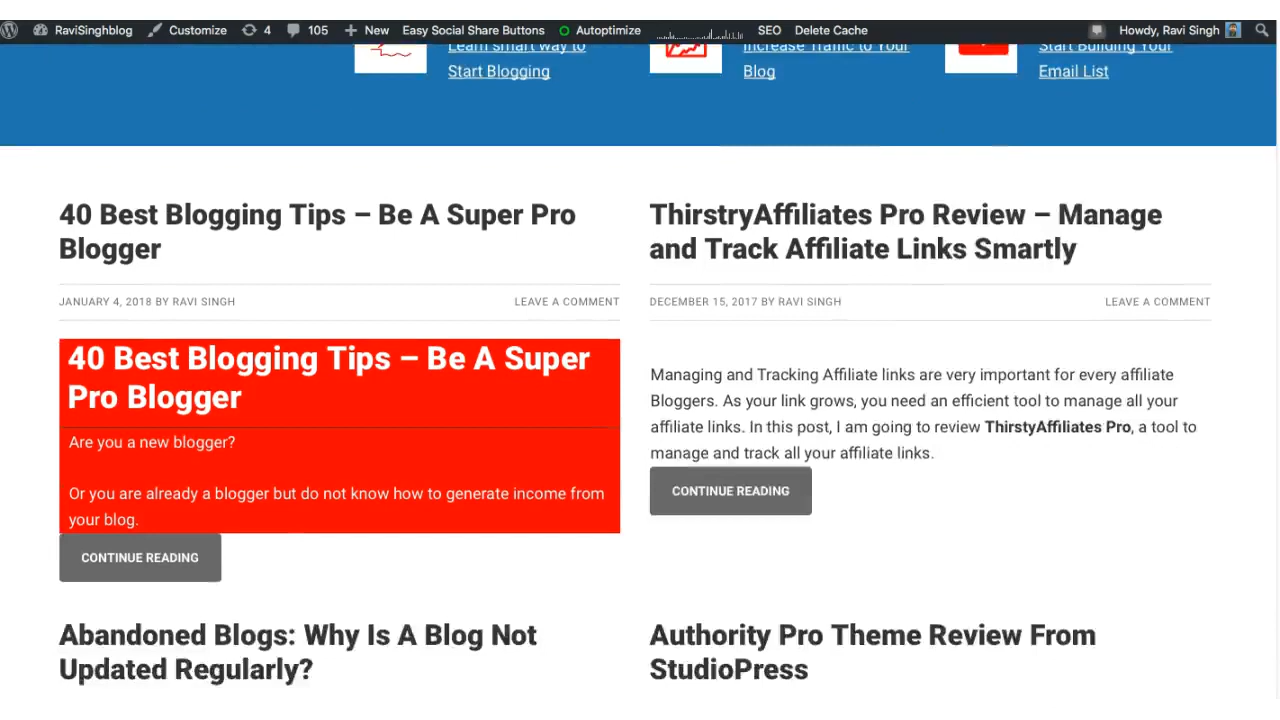 RaviSinghblog Customize 4 105 New Easy Social Share Buttons Autoptimize SEO Delete Cache Howdy, Ravi Singh
Learn smart way to
Start Blogging
Increase Traffic to Your
Blog
Start Building Your
Email List
40 Best Blogging Tips – Be A Super Pro
Blogger
JANUARY 4, 2018 BY RAVI SINGH LEAVE A COMMENT
40 Best Blogging Tips – Be A Super
Pro Blogger
Are you a new blogger?
Or you are already a blogger but do not know how to generate income from
your blog.
CONTINUE READING
ThirstryAffiliates Pro Review – Manage
and Track Affiliate Links Smartly
DECEMBER 15, 2017 BY RAVI SINGH LEAVE A COMMENT
Managing and Tracking Affiliate links are very important for every affiliate
Bloggers. As your link grows, you need an efficient tool to manage all your
affiliate links. In this post, I am going to review ThirstyAffiliates Pro, a tool to
manage and track all your affiliate links.
CONTINUE READING
Abandoned Blogs: Why Is A Blog Not
Updated Regularly?
Authority Pro Theme Review From
StudioPress